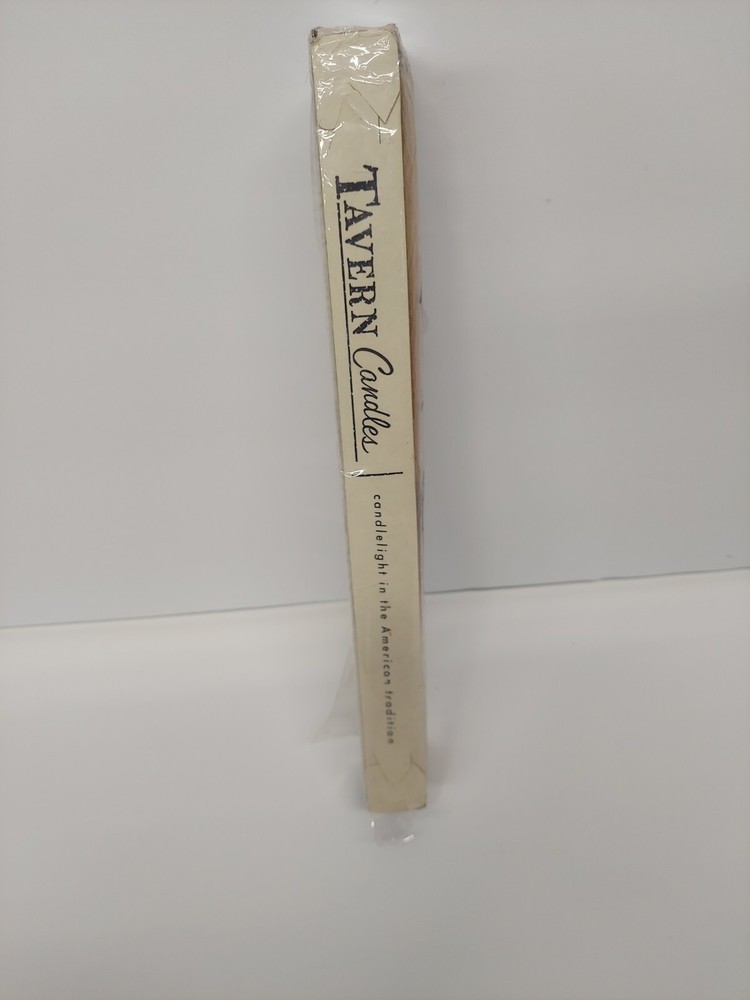 TAVERN Candles
candlelight in the American tradition